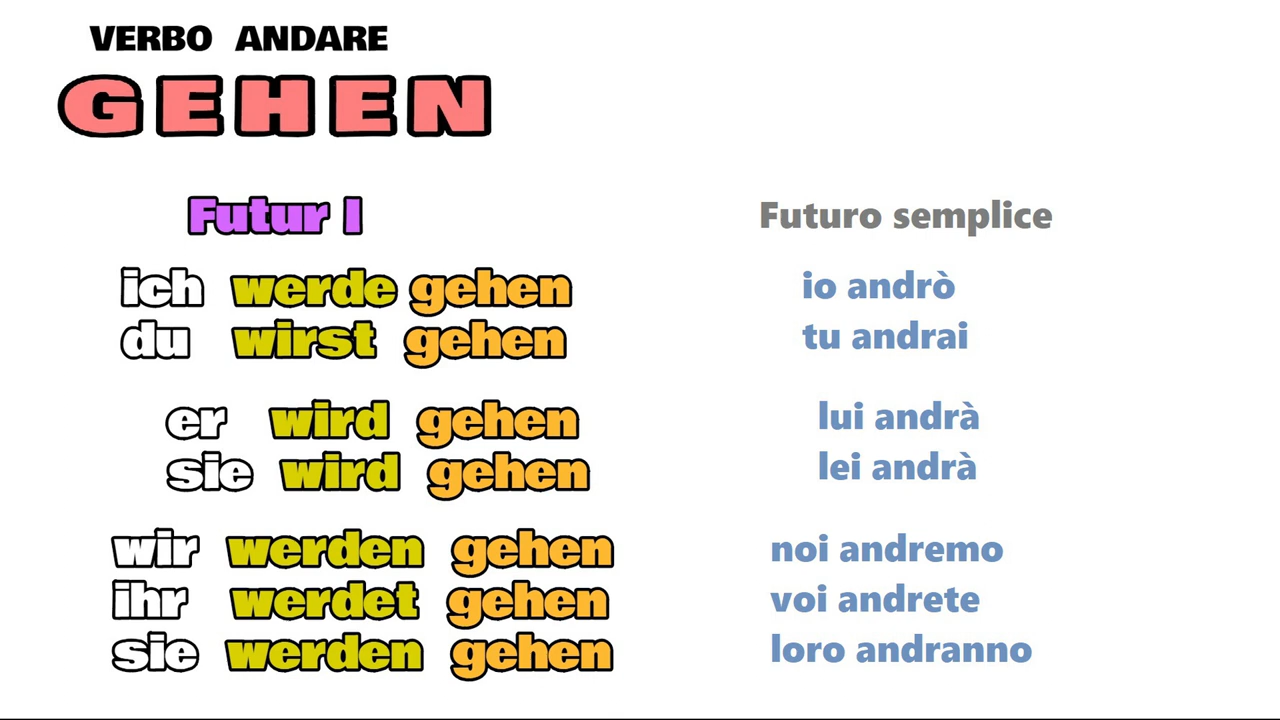 VERBO ANDARE
GEHEN
Futur I
Futuro semplice
ich werde gehen
io andrò
du wirst gehen
tu andrai
er wird gehen
lui andrà
sie wird gehen
lei andrà
wir werden gehen
noi andremo
ihr werdet gehen
voi andrete
sie werden gehen
loro andranno